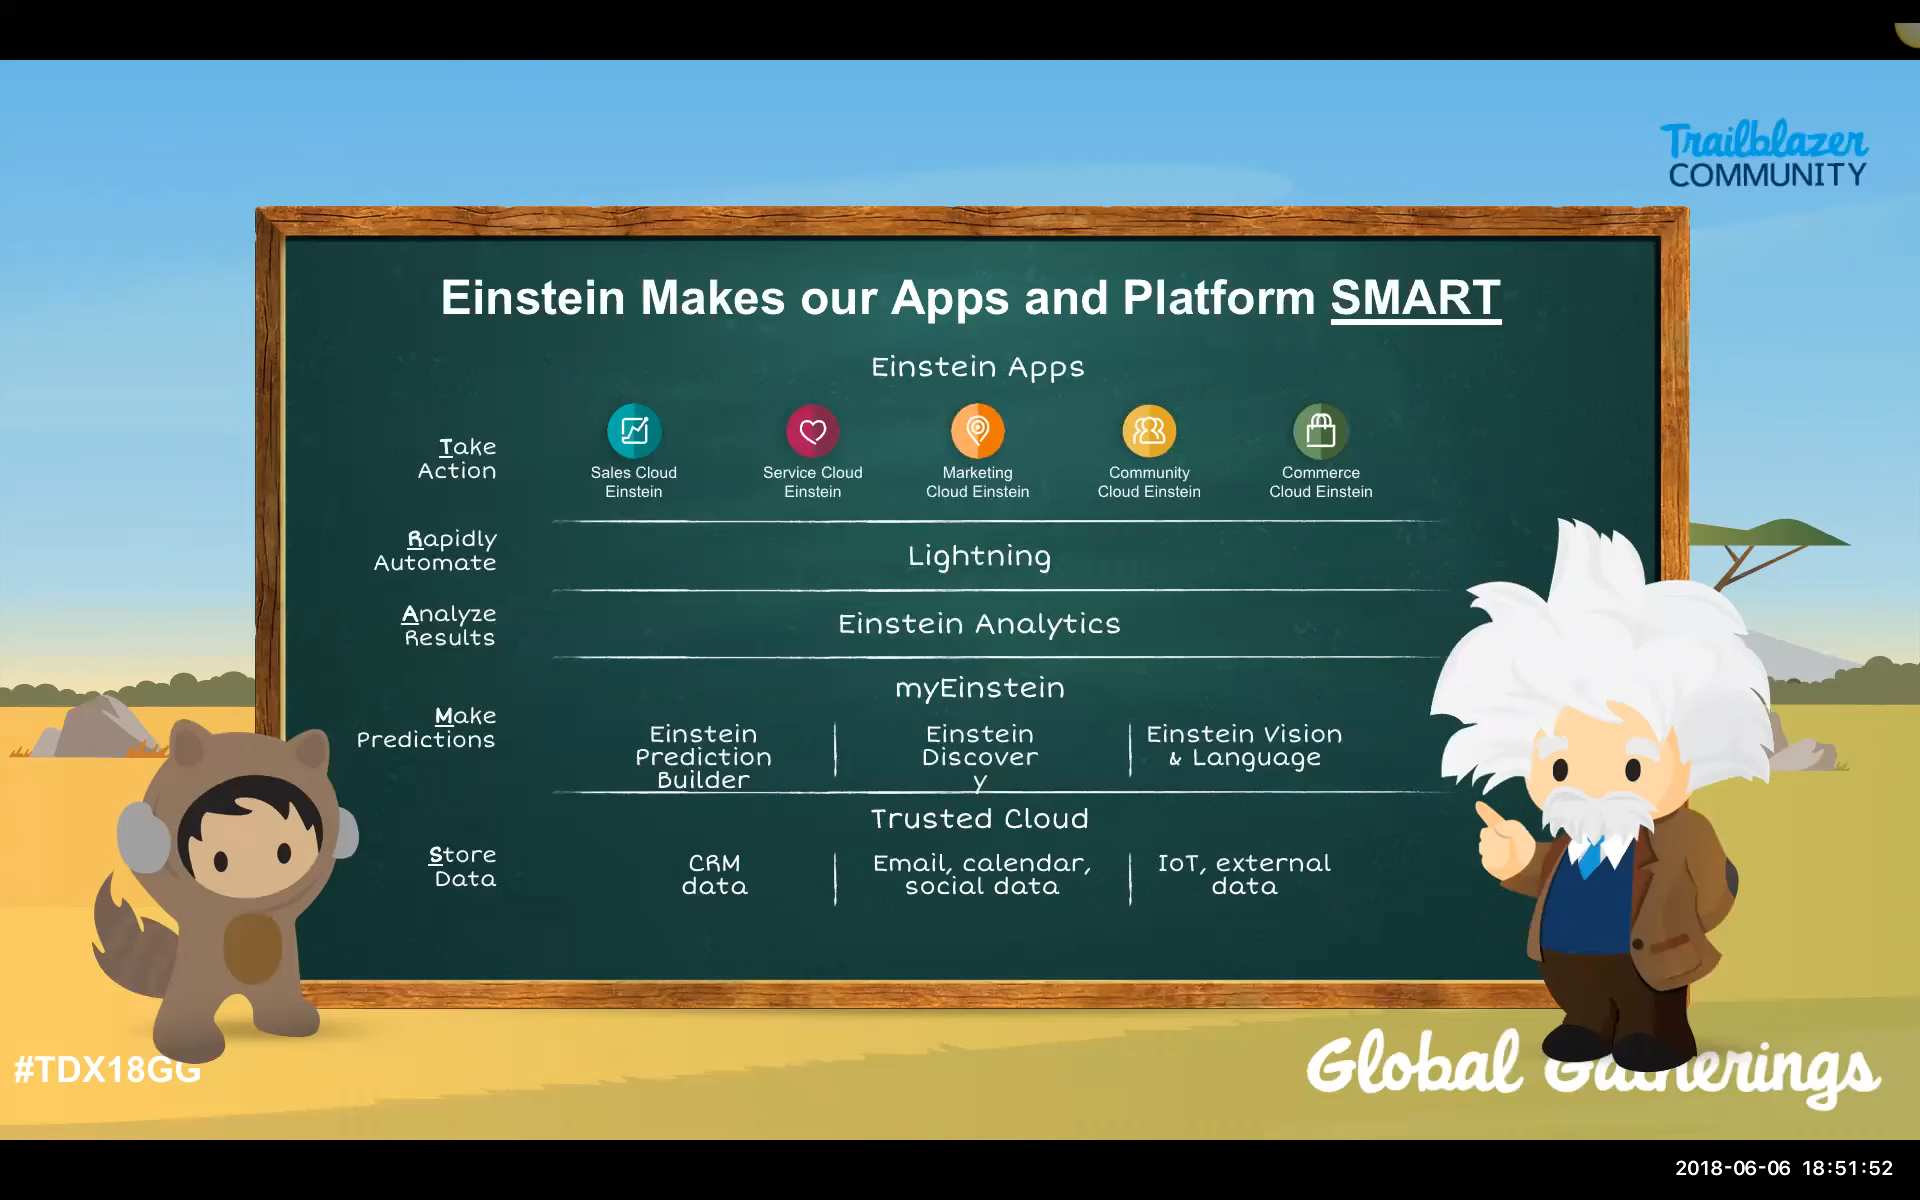 Trailblazer
COMMUNITY
Einstein Makes our Apps and Platform SMART
Einstein Apps
Take
Action
Sales Cloud
Einstein
Service Cloud
Einstein
Marketing
Cloud Einstein
Community
Cloud Einstein
Commerce
Cloud Einstein
Rapidly
Automate
Lightning
Analyze
Results
Einstein Analytics
Make
Predictions
myEinstein
Einstein
Prediction
Builder
Einstein
Discover
y
Einstein Vision
& Language
Store
Data
Trusted Cloud
CRM
data
Email, calendar,
social data
IoT, external
data
#TDX18GG
Global Gatherings
2018-06-06 18:51:52